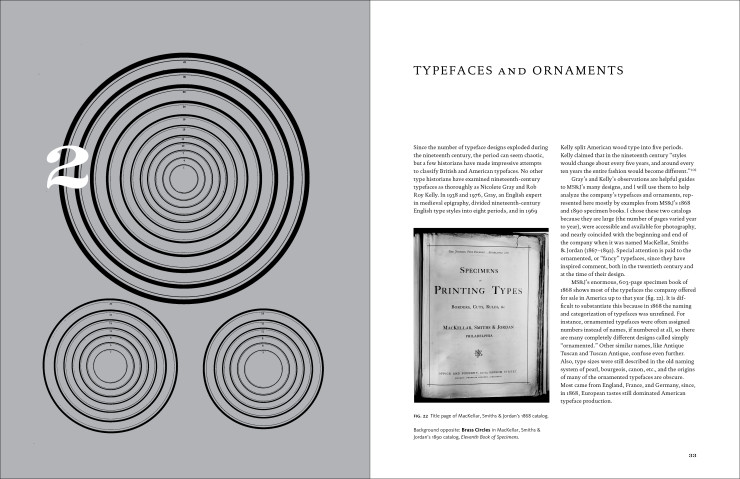 2
TYPEFACES AND ORNAMENTS
Since the number of typeface designs exploded during
the nineteenth century, the period can seem chaotic,
but a few historians have made impressive attempts
to classify British and American typefaces. No other
type historians have examined nineteenth-century
typefaces as thoroughly as Nicolete Gray and Rob
Roy Kelly. In 1938 and 1976, Gray, an English expert
in medieval epigraphy, divided nineteenth-century
English type styles into eight periods, and in 1969
SPECIMENS
PRINTING TYPES
BORDERS, CUTS, RULES, &c
MACKELLAR, SMITHS & JORDAN
PHILADELPHIA
FIG. 22 Title page of MacKellar, Smiths & Jordan's 1868 catalog.
Background opposite: Brass Circles in MacKellar, Smiths &
Jordan's 1890 catalog, Eleventh Book of Specimens.
Kelly split American wood type into five periods.
Kelly claimed that in the nineteenth century "styles
would change about every five years, and around every
ten years the entire fashion would become different."
Gray's and Kelly's observations are helpful guides
to MS&J's many designs, and I will use them to help
analyze the company's typefaces and ornaments, rep-
resented here mostly by examples from MS&J's 1868
and 1890 specimen books. I chose these two catalogs
because they are large (the number of pages varied year
to year), were accessible and available for photography,
and nearly coincided with the beginning and end of
the company when it was named MacKellar, Smiths
& Jordan (1867–1892). Special attention is paid to the
ornamented, or "fancy" typefaces, since they have
inspired comment, both in the twentieth century and
at the time of their design.
MS&J's enormous, 603-page specimen book of
1868 shows most of the typefaces the company offered
for sale in America up to that year (fig. 22). It is dif-
ficult to substantiate this because in 1868 the naming
and categorization of typefaces was unrefined. For
instance, ornamented typefaces were often assigned
numbers instead of names, if numbered at all, so there
are many completely different designs called simply
"ornamented." Other similar names, like Antique
Tuscan and Tuscan Antique, confuse even further.
Also, type sizes were still described in the old naming
system of pearl, bourgeois, canon, etc., and the origins
of many of the ornamented typefaces are obscure.
Most came from England, France, and Germany, since,
in 1868, European tastes still dominated American
typeface production.
33